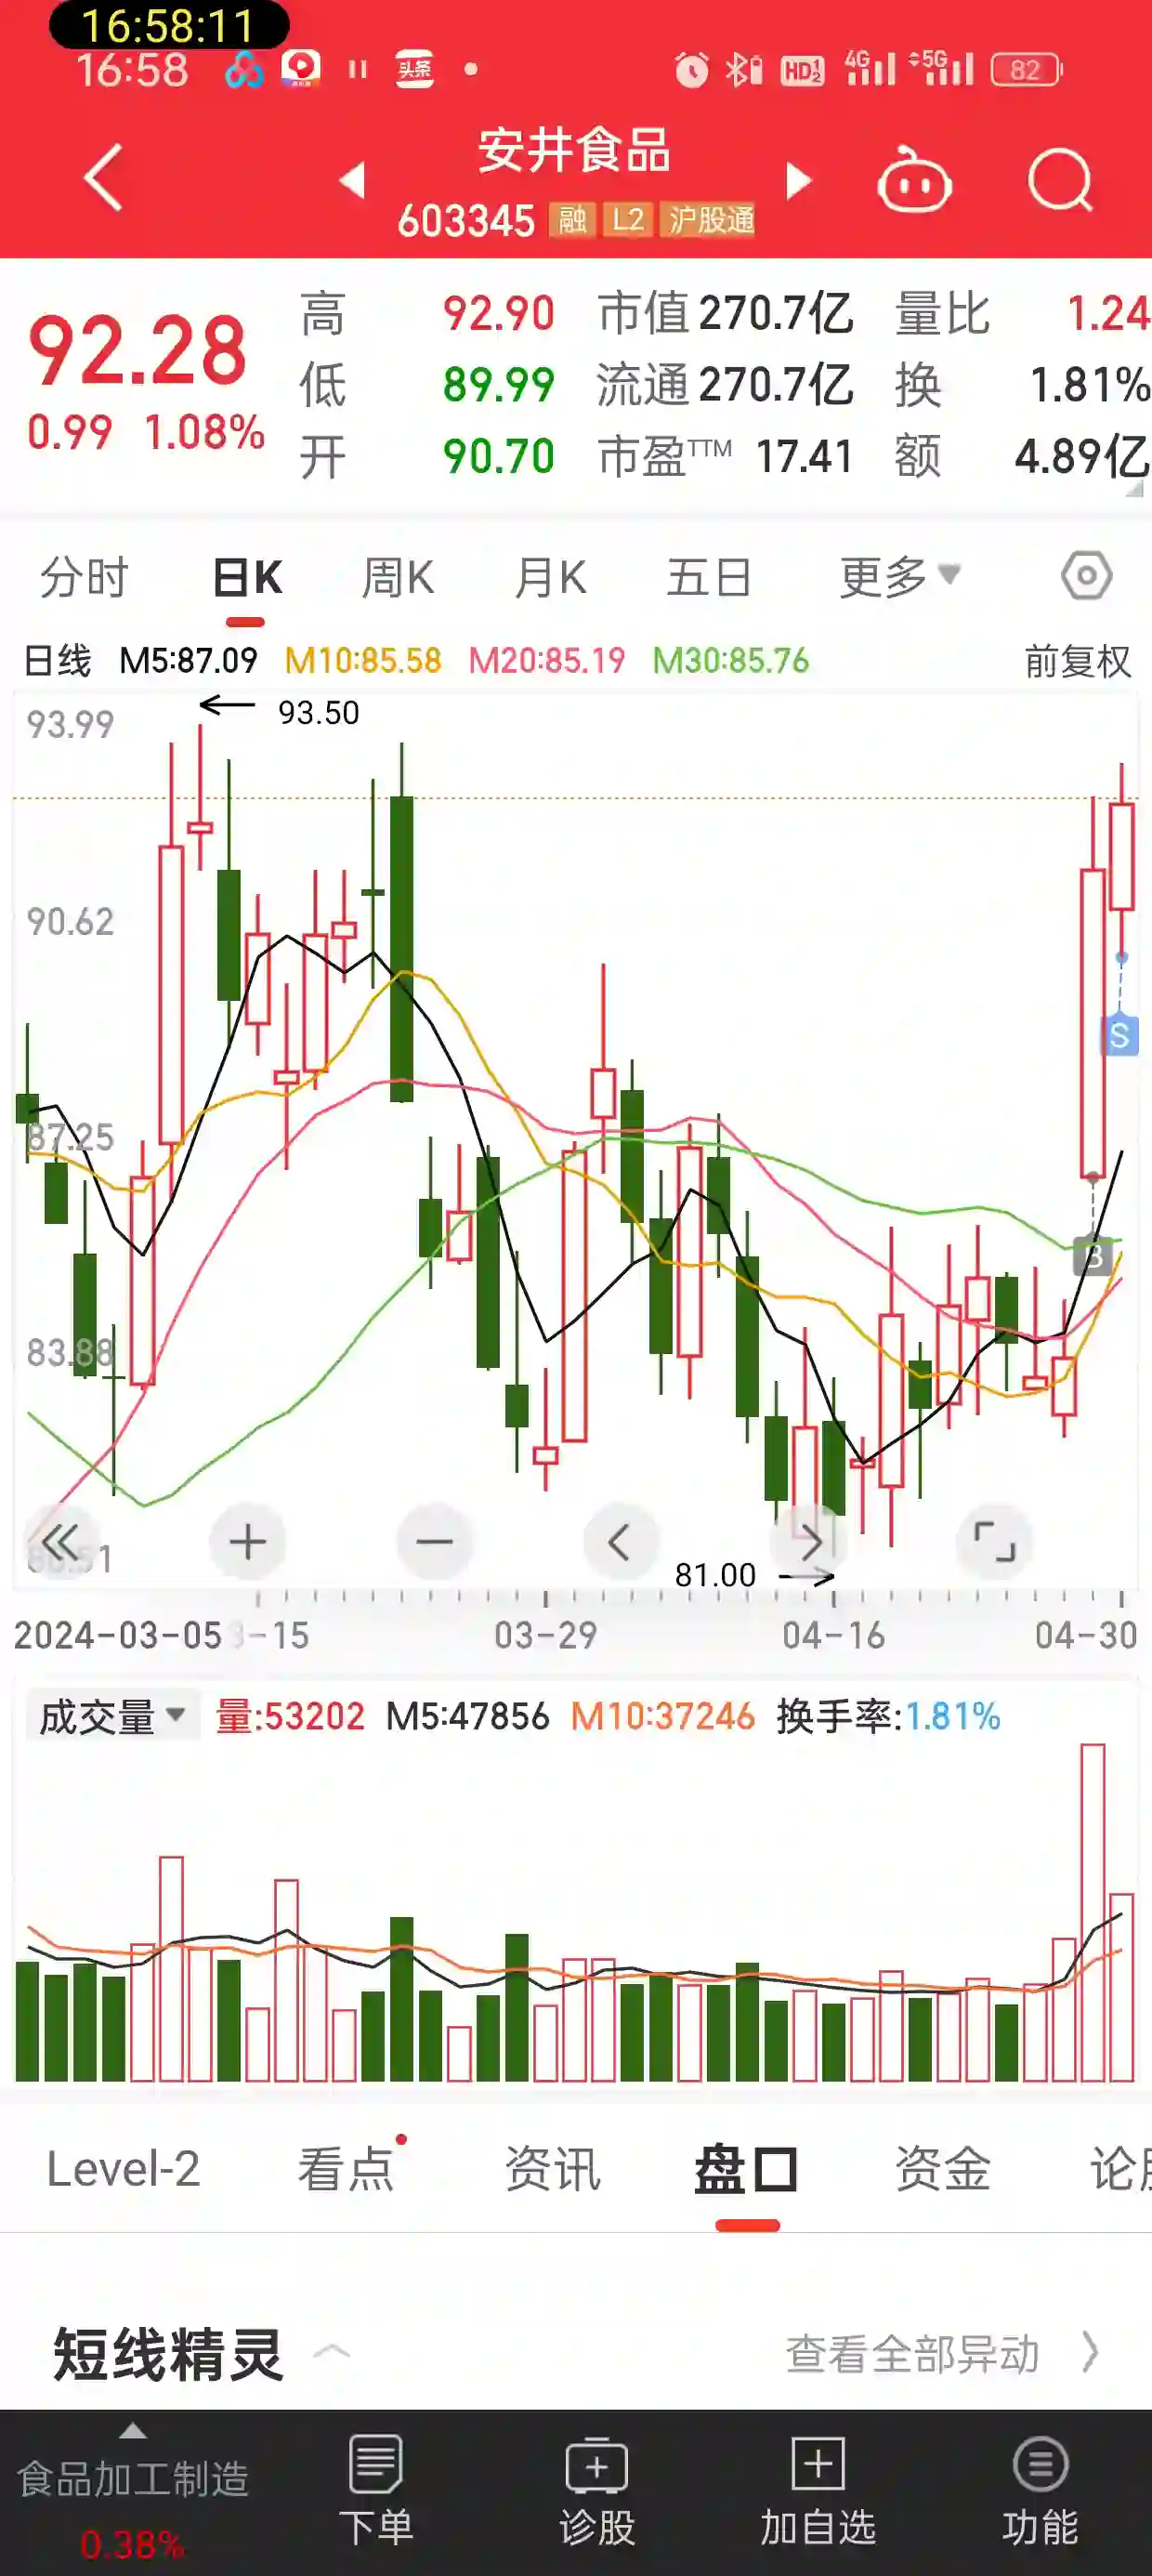 16:58:11
16:58 头条 HD 1 2 4G 5G 82
安井食品
603345 融 L2 沪股通
92.28
0.99 1.08%
高 92.90 市值 270.7亿 量比 1.24
低 89.99 流通 270.7亿 换 1.81%
开 90.70 市盈TTM 17.41 额 4.89亿
分时 日K 周K 月K 五日 更多
日线 M5:87.09 M10:85.58 M20:85.19 M30:85.76 前复权
93.99
93.50
90.62
S
87.25
B
83.88
81.00
2024-03-05 3-15 03-29 04-16 04-30
成交量 量:53202 M5:47856 M10:37246 换手率:1.81%
Level-2 看点 资讯 盘口 资金 论
短线精灵 查看全部异动
食品加工制造
0.38%
下单 诊股 加自选 功能